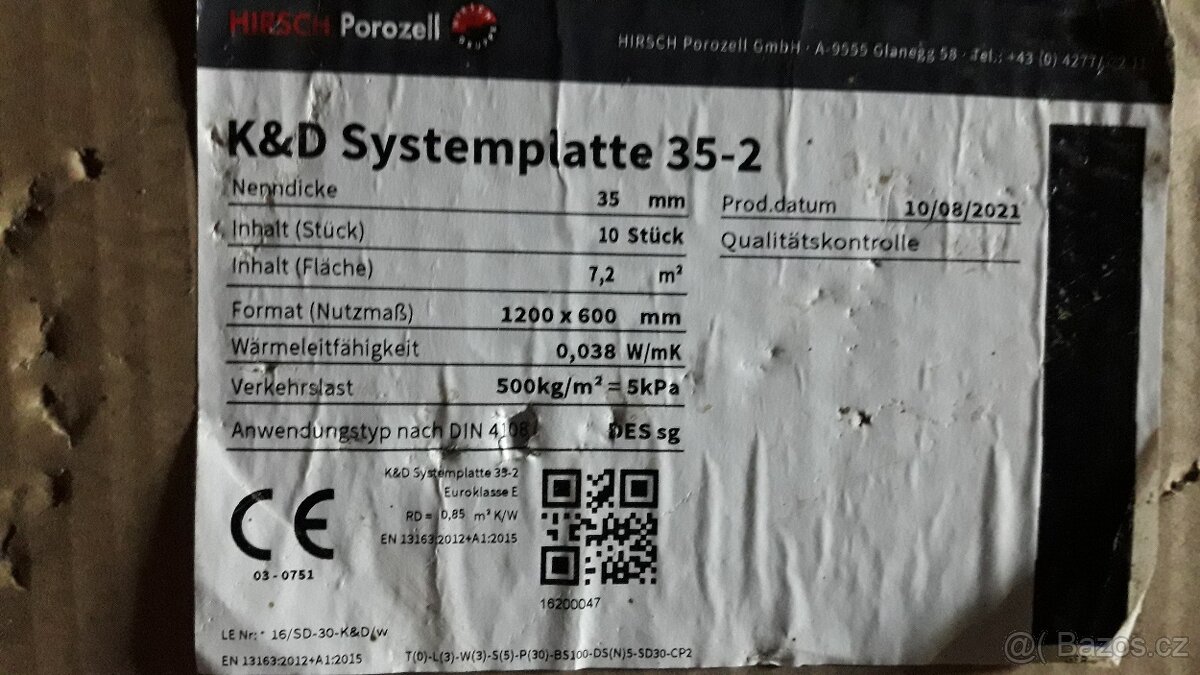 HIRSCH Porozell
HIRSCH Porozell GmbH · A-9555 Glanegg 58 · Tel.: +43 (0) 4277/
K&D Systemplatte 35-2
Nenndicke 35 mm
Inhalt (Stück) 10 Stück
Inhalt (Fläche) 7,2 m²
Format (Nutzmaß) 1200 x 600 mm
Wärmeleitfähigkeit 0,038 W/mK
Verkehrslast 500kg/m² = 5kPa
Anwendungstyp nach DIN 4108 DES sg
Prod.datum 10/08/2021
Qualitätskontrolle
K&D Systemplatte 35-2
Euroklasse E
RD = 0,85 m² K/W
EN 13163:2012+A1:2015
CE
03 - 0751
16200047
LE Nr: 16/SD-30-K&D/w
EN 13163:2012+A1:2015 T(0)-L(3)-W(3)-S(5)-P(30)-BS100-DS(N)5-SD30-CP2
@( Bazos.cz